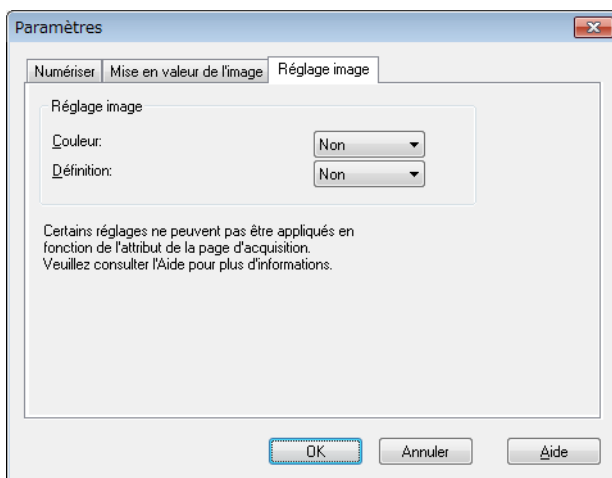 Paramètres
Numériser
Mise en valeur de l'image
Réglage image
Réglage image
Couleur:
Non
Définition:
Non
Certains réglages ne peuvent pas être appliqués en
fonction de l'attribut de la page d'acquisition.
Veuillez consulter l'Aide pour plus d'informations.
OK
Annuler
Aide